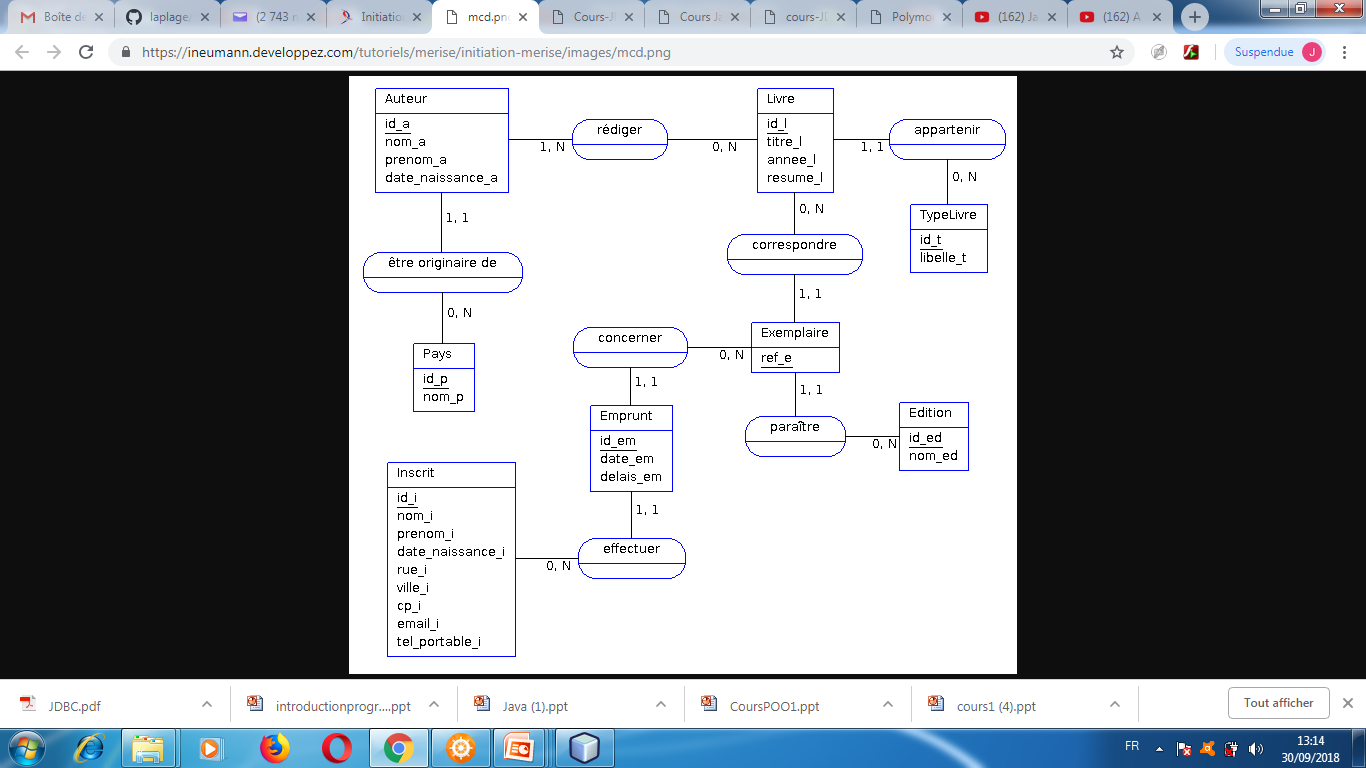 Boîte de
laplage/
(2 743 n
Initiatio
mcd.pn
Cours-J
Cours J
cours-JU
Polymo
(162) Ja
(162) A
https://ineumann.developpez.com/tutoriels/merise/initiation-merise/images/mcd.png
Suspendue
J
Auteur
id_a
nom_a
prenom_a
date_naissance_a
1, N
rédiger
0, N
Livre
id_l
titre_l
annee_l
resume_l
1, 1
appartenir
0, N
TypeLivre
id_t
libelle_t
1, 1
être originaire de
0, N
Pays
id_p
nom_p
0, N
correspondre
1, 1
Exemplaire
ref_e
concerner
0, N
1, 1
Emprunt
id_em
date_em
delais_em
1, 1
paraître
0, N
Edition
id_ed
nom_ed
Inscrit
id_i
nom_i
prenom_i
date_naissance_i
rue_i
ville_i
cp_i
email_i
tel_portable_i
1, 1
effectuer
0, N
JDBC.pdf
introductionprogr....ppt
Java (1).ppt
CoursPOO1.ppt
cours1 (4).ppt
Tout afficher
FR
13:14
30/09/2018